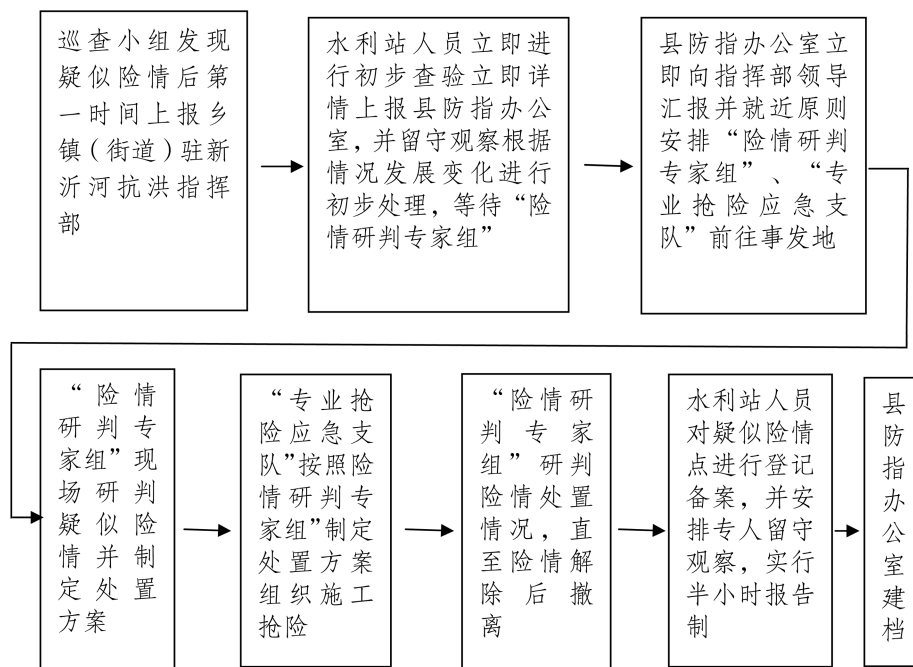 巡查小组发现
疑似险情后第
一时间上报乡
镇（街道）驻新
沂河抗洪指挥
部
水利站人员立即进
行初步查验立即详
情上报县防指办公
室，并留守观察根据
情况发展变化进行
初步处理，等待“险
情研判专家组”
县防指办公室立
即向指挥部领导
汇报并就近原则
安排“险情研判
专家组”、“专
业抢险应急支
队”前往事发地
“险情
研判专
家组”现
场研判
疑似险
情并制
定处置
方案
“专业抢
险应急支
队”按照险
情研判专
家组”制定
处置方案
组织施工
抢险
“险情研
判专家
组”研判
险情处置
情况，直
至险情解
除后撤
离
水利站人员
对疑似险情
点进行登记
备案，并安
排专人留守
观察，实行
半小时报告
制
县
防
指
办
公
室
建
档